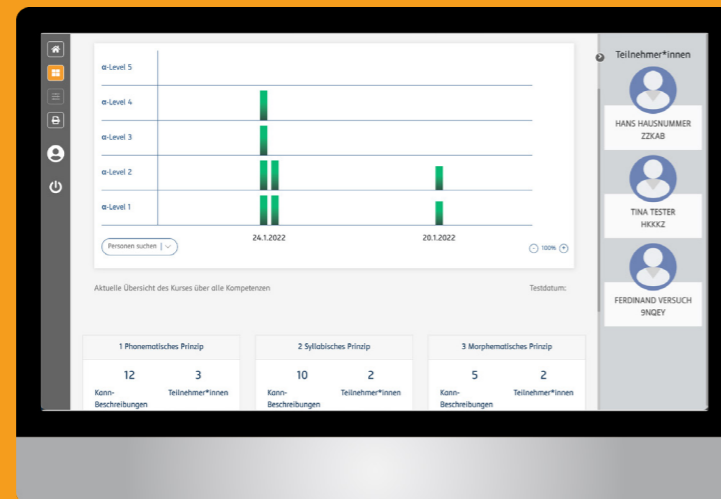 α-Level 5
α-Level 4
α-Level 3
α-Level 2
α-Level 1
24.1.2022
20.1.2022
Personen suchen
100%
Aktuelle Übersicht des Kurses über alle Kompetenzen
Testdatum:
1 Phonematisches Prinzip
12
3
Kann-
Beschreibungen
Teilnehmer*innen
2 Syllabisches Prinzip
10
2
Kann-
Beschreibungen
Teilnehmer*innen
3 Morphematisches Prinzip
5
2
Kann-
Beschreibungen
Teilnehmer*innen
Teilnehmer*innen
HANS HAUSNUMMER
ZZKAB
TINA TESTER
HKKKZ
FERDINAND VERSUCH
9NQEY